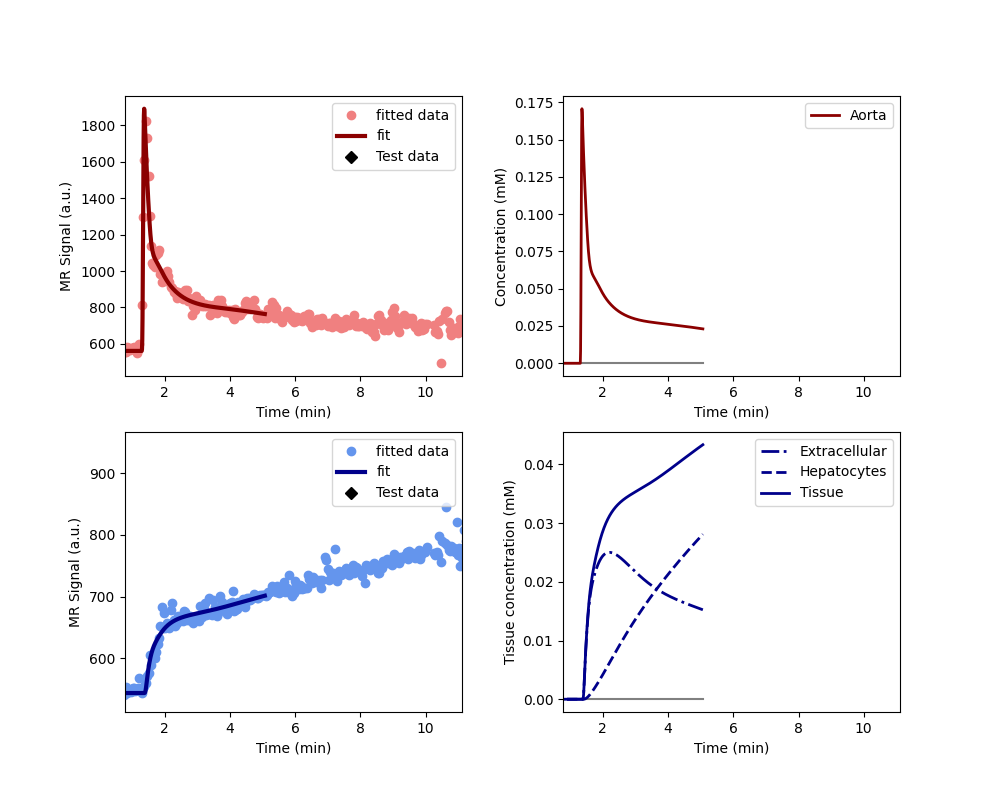 1800
1600
1400
1200
1000
800
600
MR Signal (a.u.)
fitted data
fit
Test data
2 4 6 8 10
Time (min)
0.175
0.150
0.125
0.100
0.075
0.050
0.025
0.000
Concentration (mM)
Aorta
2 4 6 8 10
Time (min)
900
800
700
600
MR Signal (a.u.)
fitted data
fit
Test data
2 4 6 8 10
Time (min)
0.04
0.03
0.02
0.01
0.00
Tissue concentration (mM)
Extracellular
Hepatocytes
Tissue
2 4 6 8 10
Time (min)